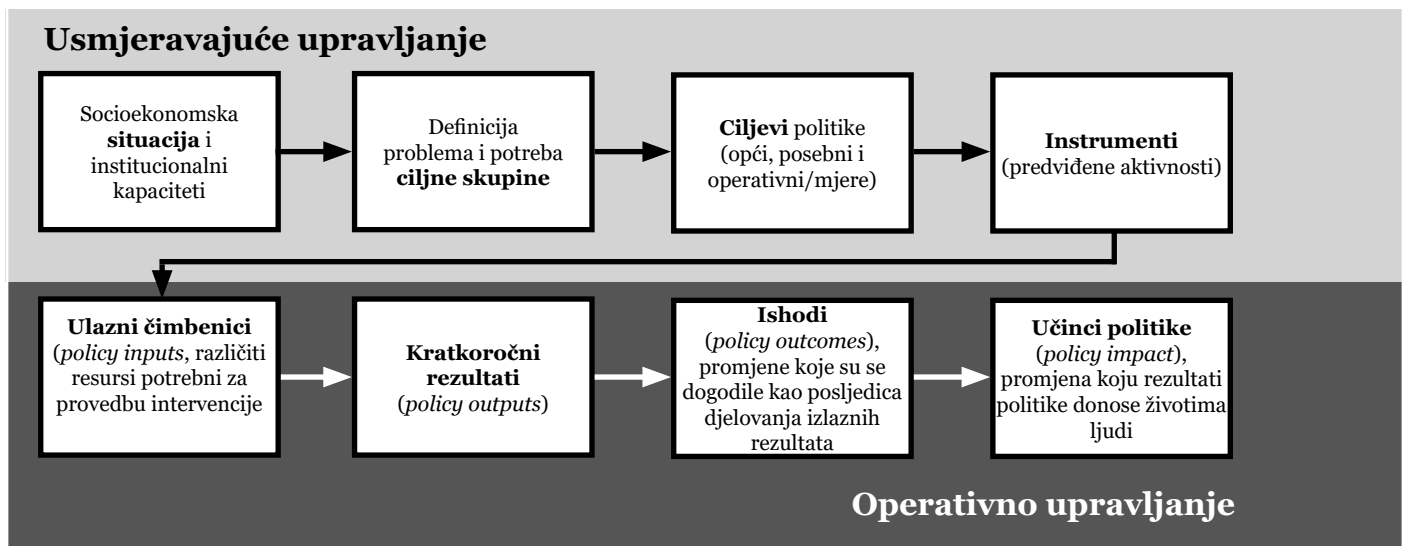 Usmjeravajuće upravljanje
Socioekonomska
situacija i
institucionalni
kapaciteti
Definicija
problema i potreba
ciljne skupine
Ciljevi politike
(opći, posebni i
operativni/mjere)
Instrumenti
(predviđene aktivnosti)
Ulazni čimbenici
(policy inputs, različiti
resursi potrebni za
provedbu intervencije
Kratkoročni
rezultati
(policy outputs)
Ishodi
(policy outcomes),
promjene koje su se
dogodile kao posljedica
djelovanja izlaznih
rezultata
Učinci politike
(policy impact),
promjena koju rezultati
politike donose životima
ljudi
Operativno upravljanje